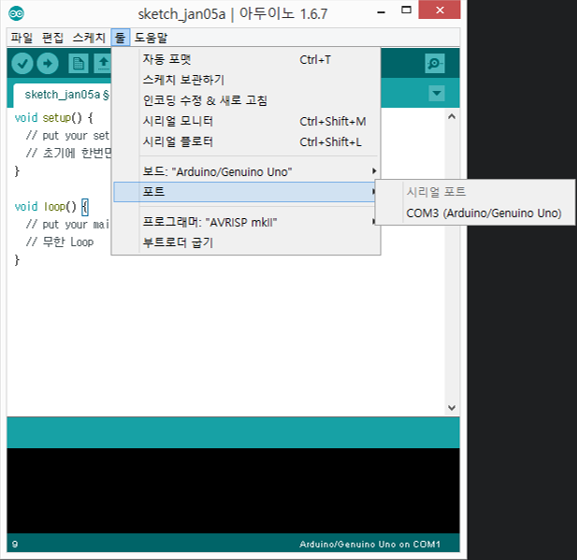 sketch_jan05a | 아두이노 1.6.7
파일 편집 스케치 툴 도움말
자동 포맷 Ctrl+T
스케치 보관하기
인코딩 수정 & 새로 고침
시리얼 모니터 Ctrl+Shift+M
시리얼 플로터 Ctrl+Shift+L
보드: "Arduino/Genuino Uno"
포트
시리얼 포트
COM3 (Arduino/Genuino Uno)
프로그래머: "AVRISP mkII"
부트로더 굽기
sketch_jan05a §
void setup() {
// put your set
// 초기에 한번만
}
void loop() {
// put your mai
// 무한 Loop
}
9 Arduino/Genuino Uno on COM1